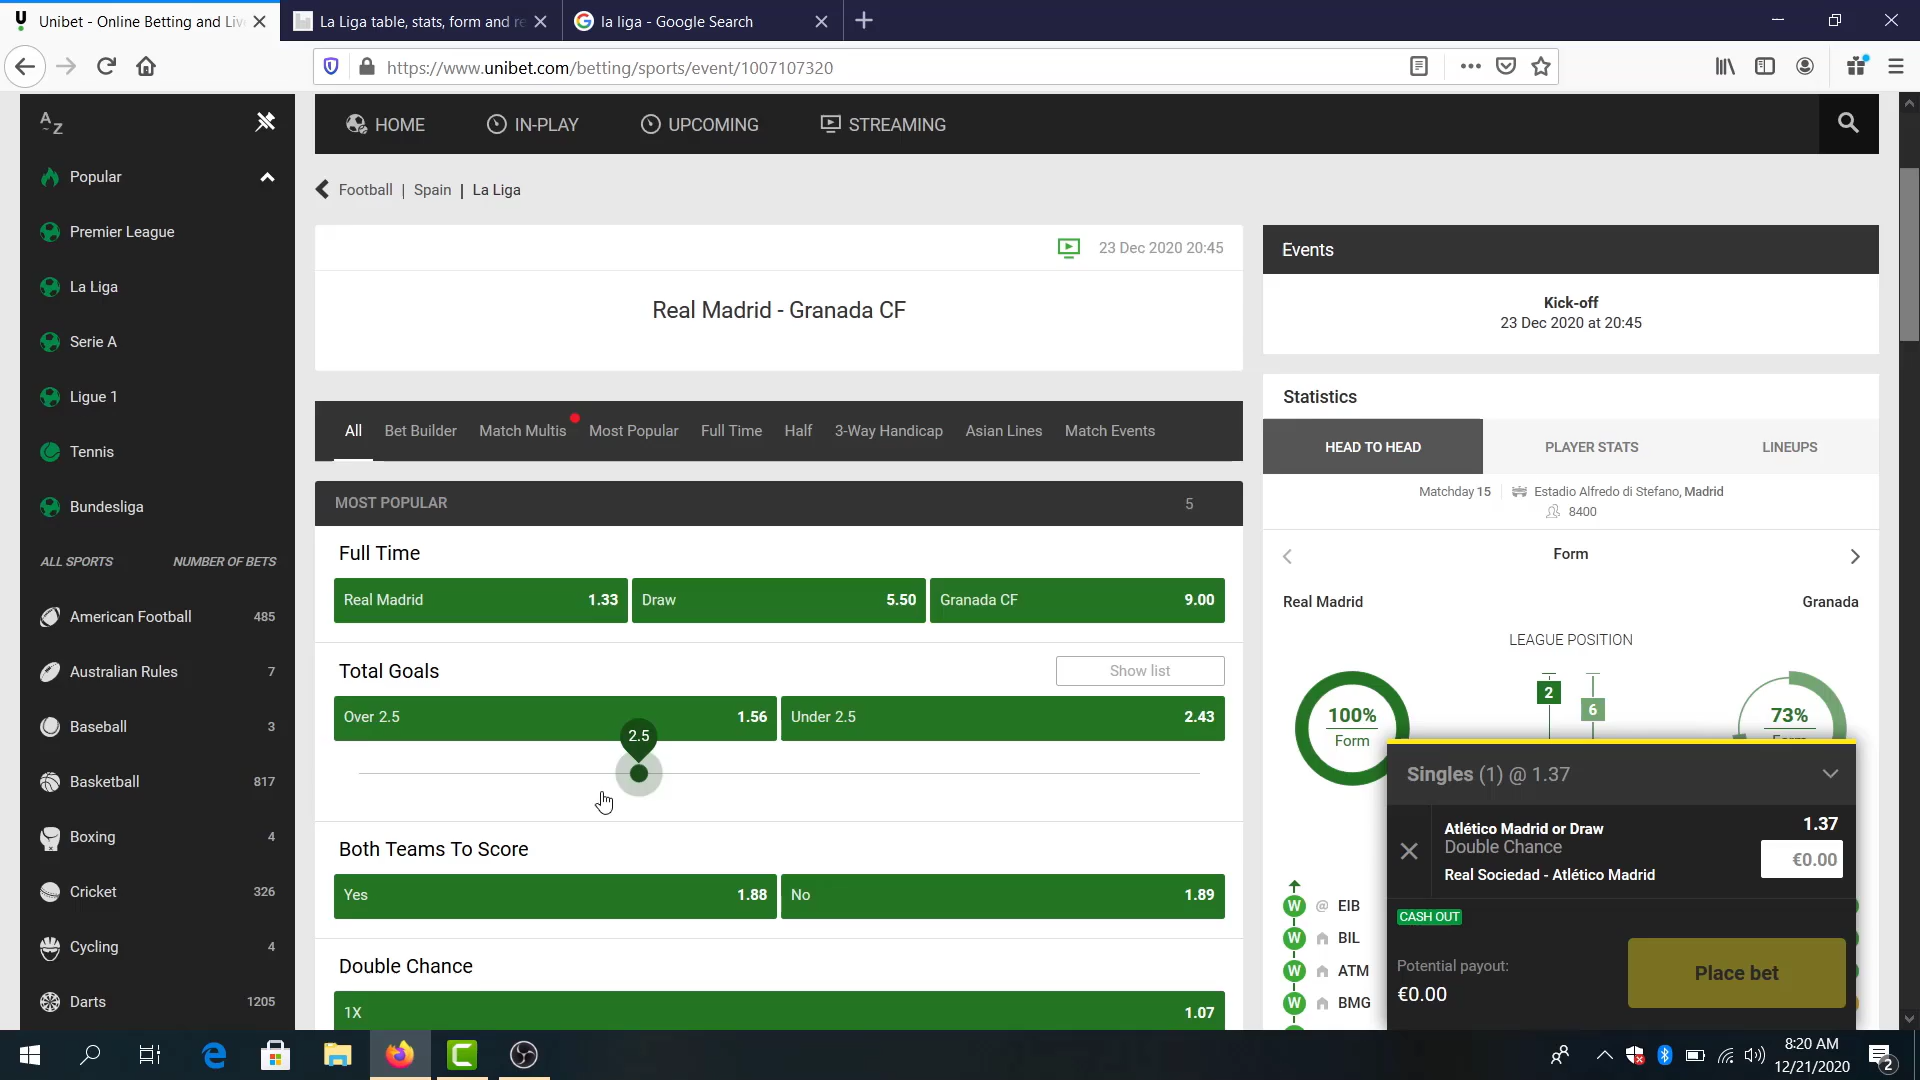 Unibet - Online Betting and Liv
La Liga table, stats, form and re
la liga - Google Search
https://www.unibet.com/betting/sports/event/1007107320
A
Z
HOME
IN-PLAY
UPCOMING
STREAMING
Popular
Premier League
La Liga
Serie A
Ligue 1
Tennis
Bundesliga
ALL SPORTS NUMBER OF BETS
American Football 485
Australian Rules 7
Baseball 3
Basketball 817
Boxing 4
Cricket 326
Cycling 4
Darts 1205
Football | Spain | La Liga
23 Dec 2020 20:45
Real Madrid - Granada CF
All Bet Builder Match Multis Most Popular Full Time Half 3-Way Handicap Asian Lines Match Events
MOST POPULAR 5
Full Time
Real Madrid 1.33 Draw 5.50 Granada CF 9.00
Total Goals Show list
Over 2.5 1.56 Under 2.5 2.43
2.5
Both Teams To Score
Yes 1.88 No 1.89
Double Chance
1X 1.07
Events
Kick-off
23 Dec 2020 at 20:45
Statistics
HEAD TO HEAD PLAYER STATS LINEUPS
Matchday 15 Estadio Alfredo di Stefano, Madrid
8400
Form
Real Madrid Granada
LEAGUE POSITION
100% 2 6 73%
Form Form
W @ EIB
W BIL
W ATM
W BMG
Singles (1) @ 1.37
Atlético Madrid or Draw 1.37
Double Chance €0.00
Real Sociedad - Atlético Madrid
CASH OUT
Potential payout:
€0.00
Place bet
8:20 AM
12/21/2020
2